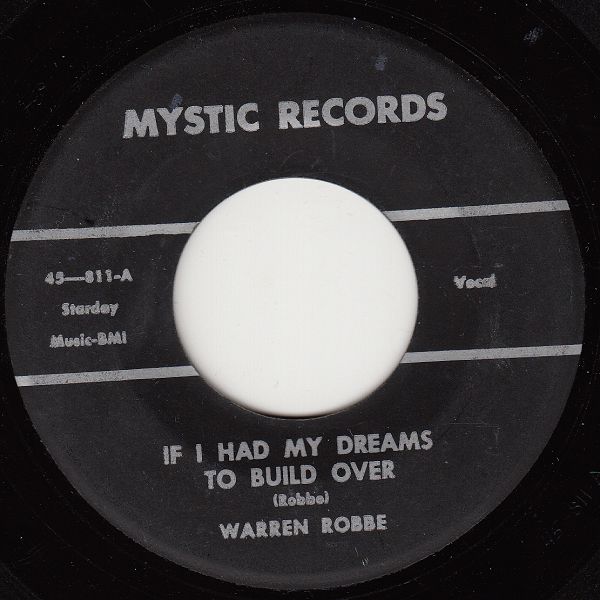 MYSTIC RECORDS
45—811-A
Starday
Music-BMI
Vocal
IF I HAD MY DREAMS
TO BUILD OVER
(Robbe)
WARREN ROBBE